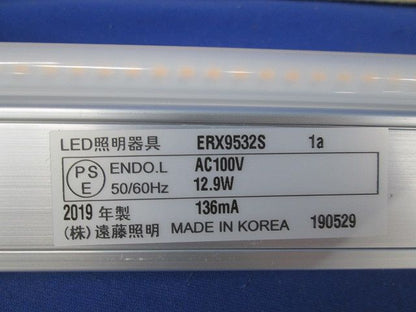 LED照明器具 ERX9532S 1a
PS E ENDO.L AC100V
50/60Hz 12.9W
2019 年製 136mA
(株)遠藤照明 MADE IN KOREA 190529